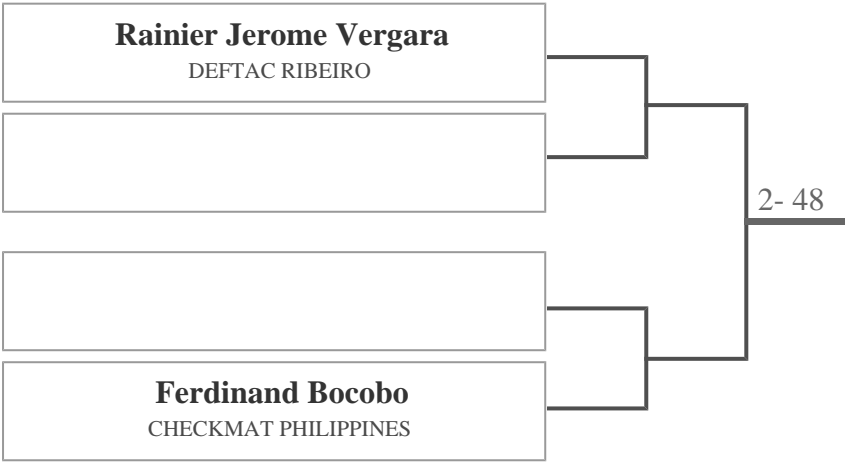 Rainier Jerome Vergara
DEFTAC RIBEIRO
2- 48
Ferdinand Bocobo
CHECKMAT PHILIPPINES